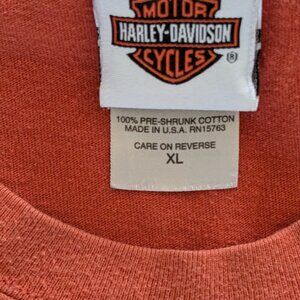 MOTOR
HARLEY-DAVIDSON
CYCLES
®
100% PRE-SHRUNK COTTON
MADE IN U.S.A. RN15763
CARE ON REVERSE
XL